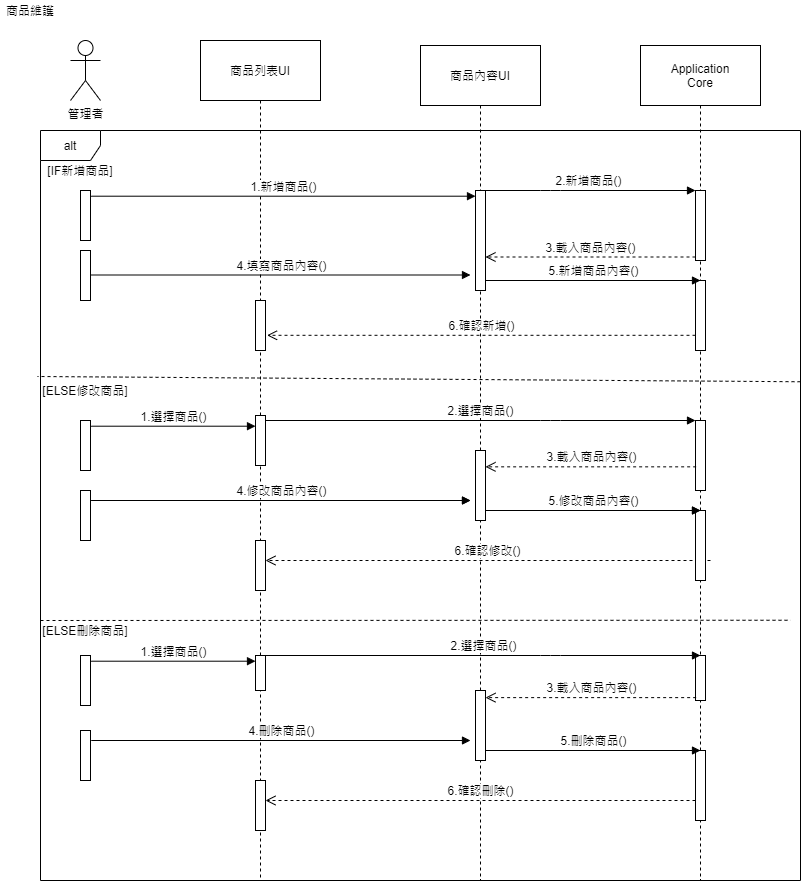 商品維護
管理者
商品列表UI
商品內容UI
Application
Core
alt
[IF新增商品]
1.新增商品()
2.新增商品()
3.載入商品內容()
4.填寫商品內容()
5.新增商品內容()
6.確認新增()
[ELSE修改商品]
1.選擇商品()
2.選擇商品()
3.載入商品內容()
4.修改商品內容()
5.修改商品內容()
6.確認修改()
[ELSE刪除商品]
1.選擇商品()
2.選擇商品()
3.載入商品內容()
4.刪除商品()
5.刪除商品()
6.確認刪除()